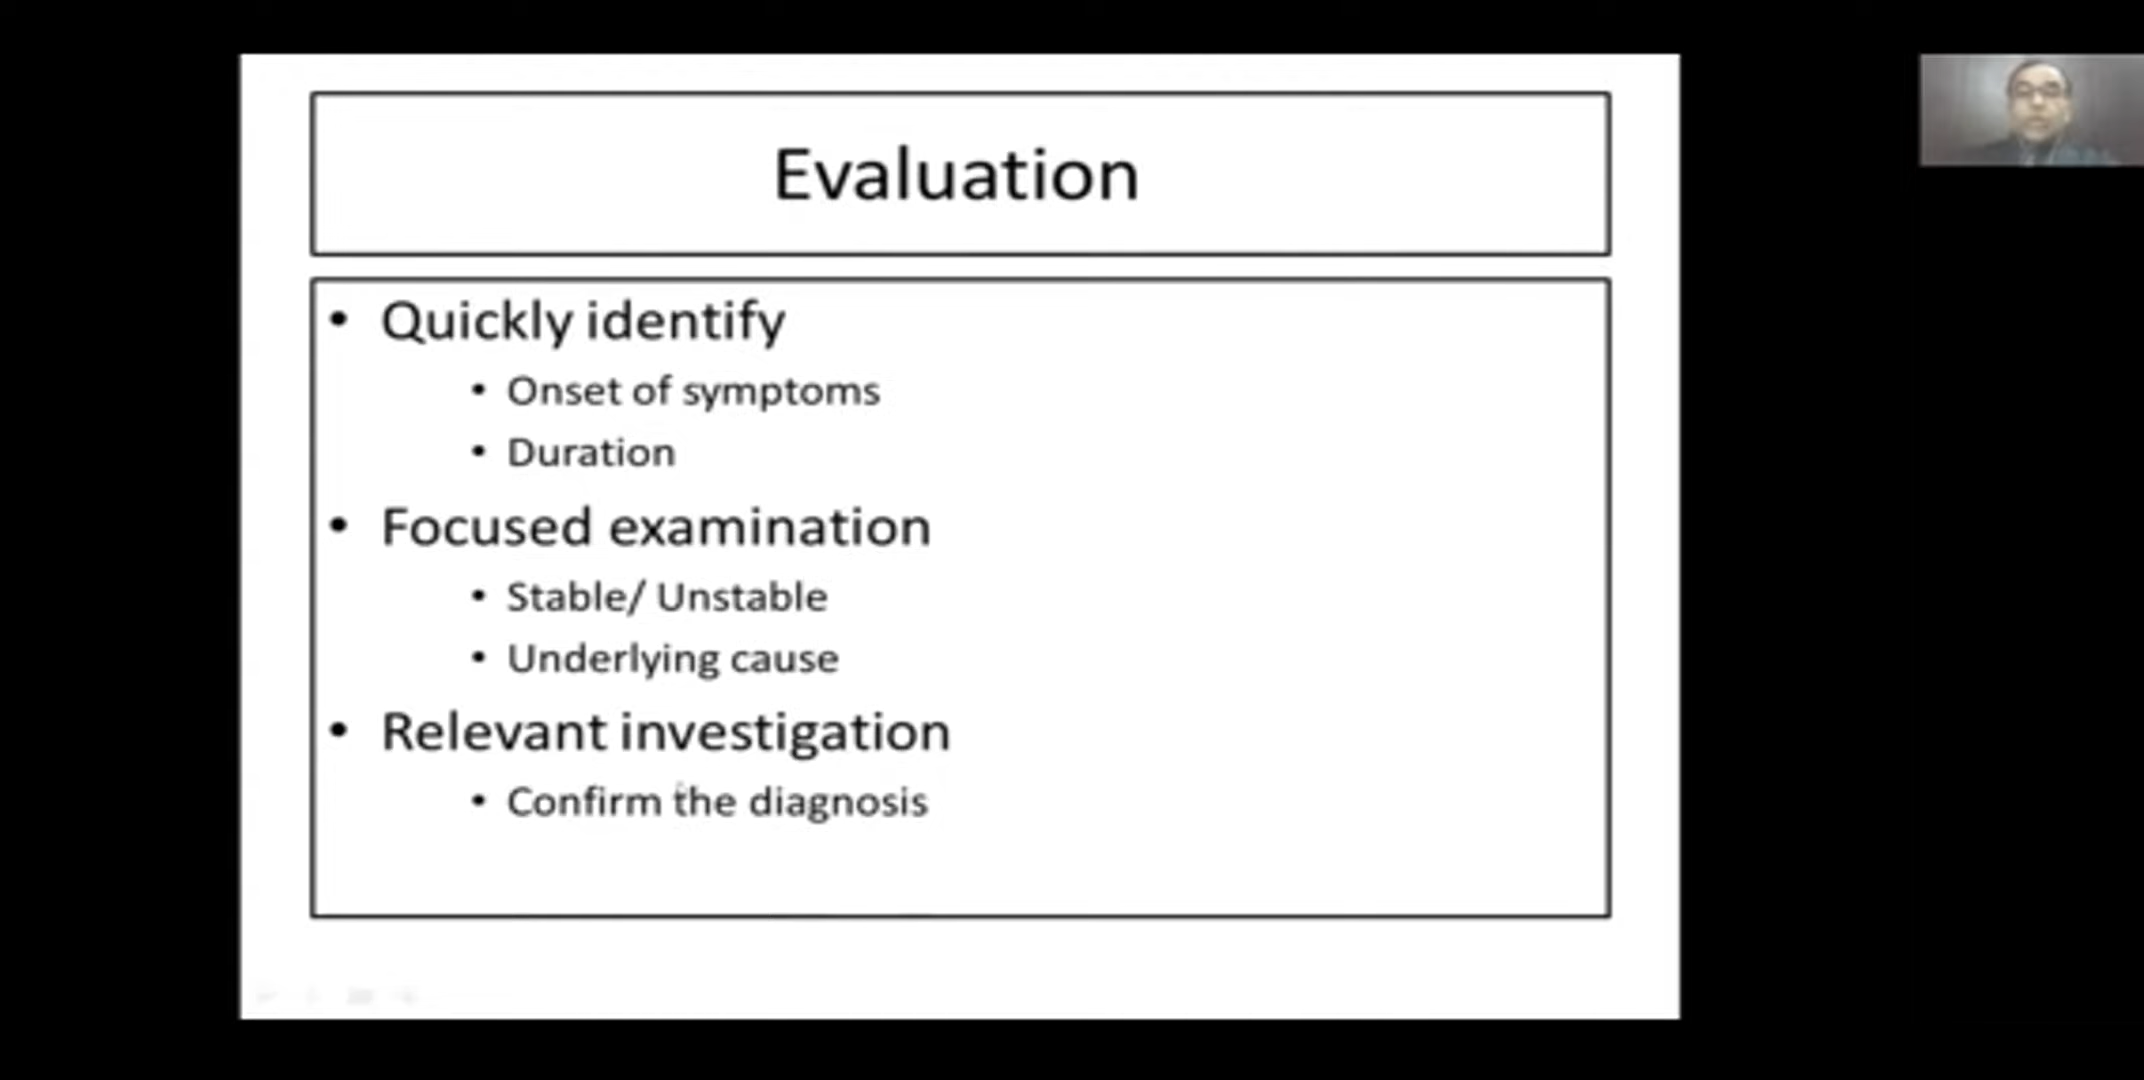 Evaluation
• Quickly identify
• Onset of symptoms
• Duration
• Focused examination
• Stable/ Unstable
• Underlying cause
• Relevant investigation
• Confirm the diagnosis